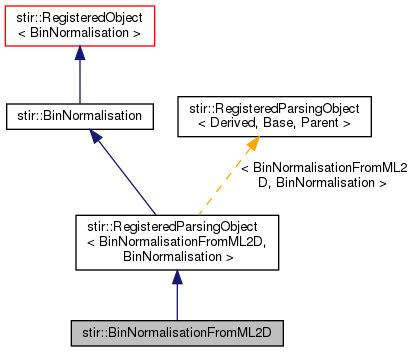 stir::RegisteredObject
< BinNormalisation >
stir::BinNormalisation
stir::RegisteredParsingObject
< Derived, Base, Parent >
< BinNormalisationFromML2
D, BinNormalisation >
stir::RegisteredParsingObject
< BinNormalisationFromML2D,
BinNormalisation >
stir::BinNormalisationFromML2D